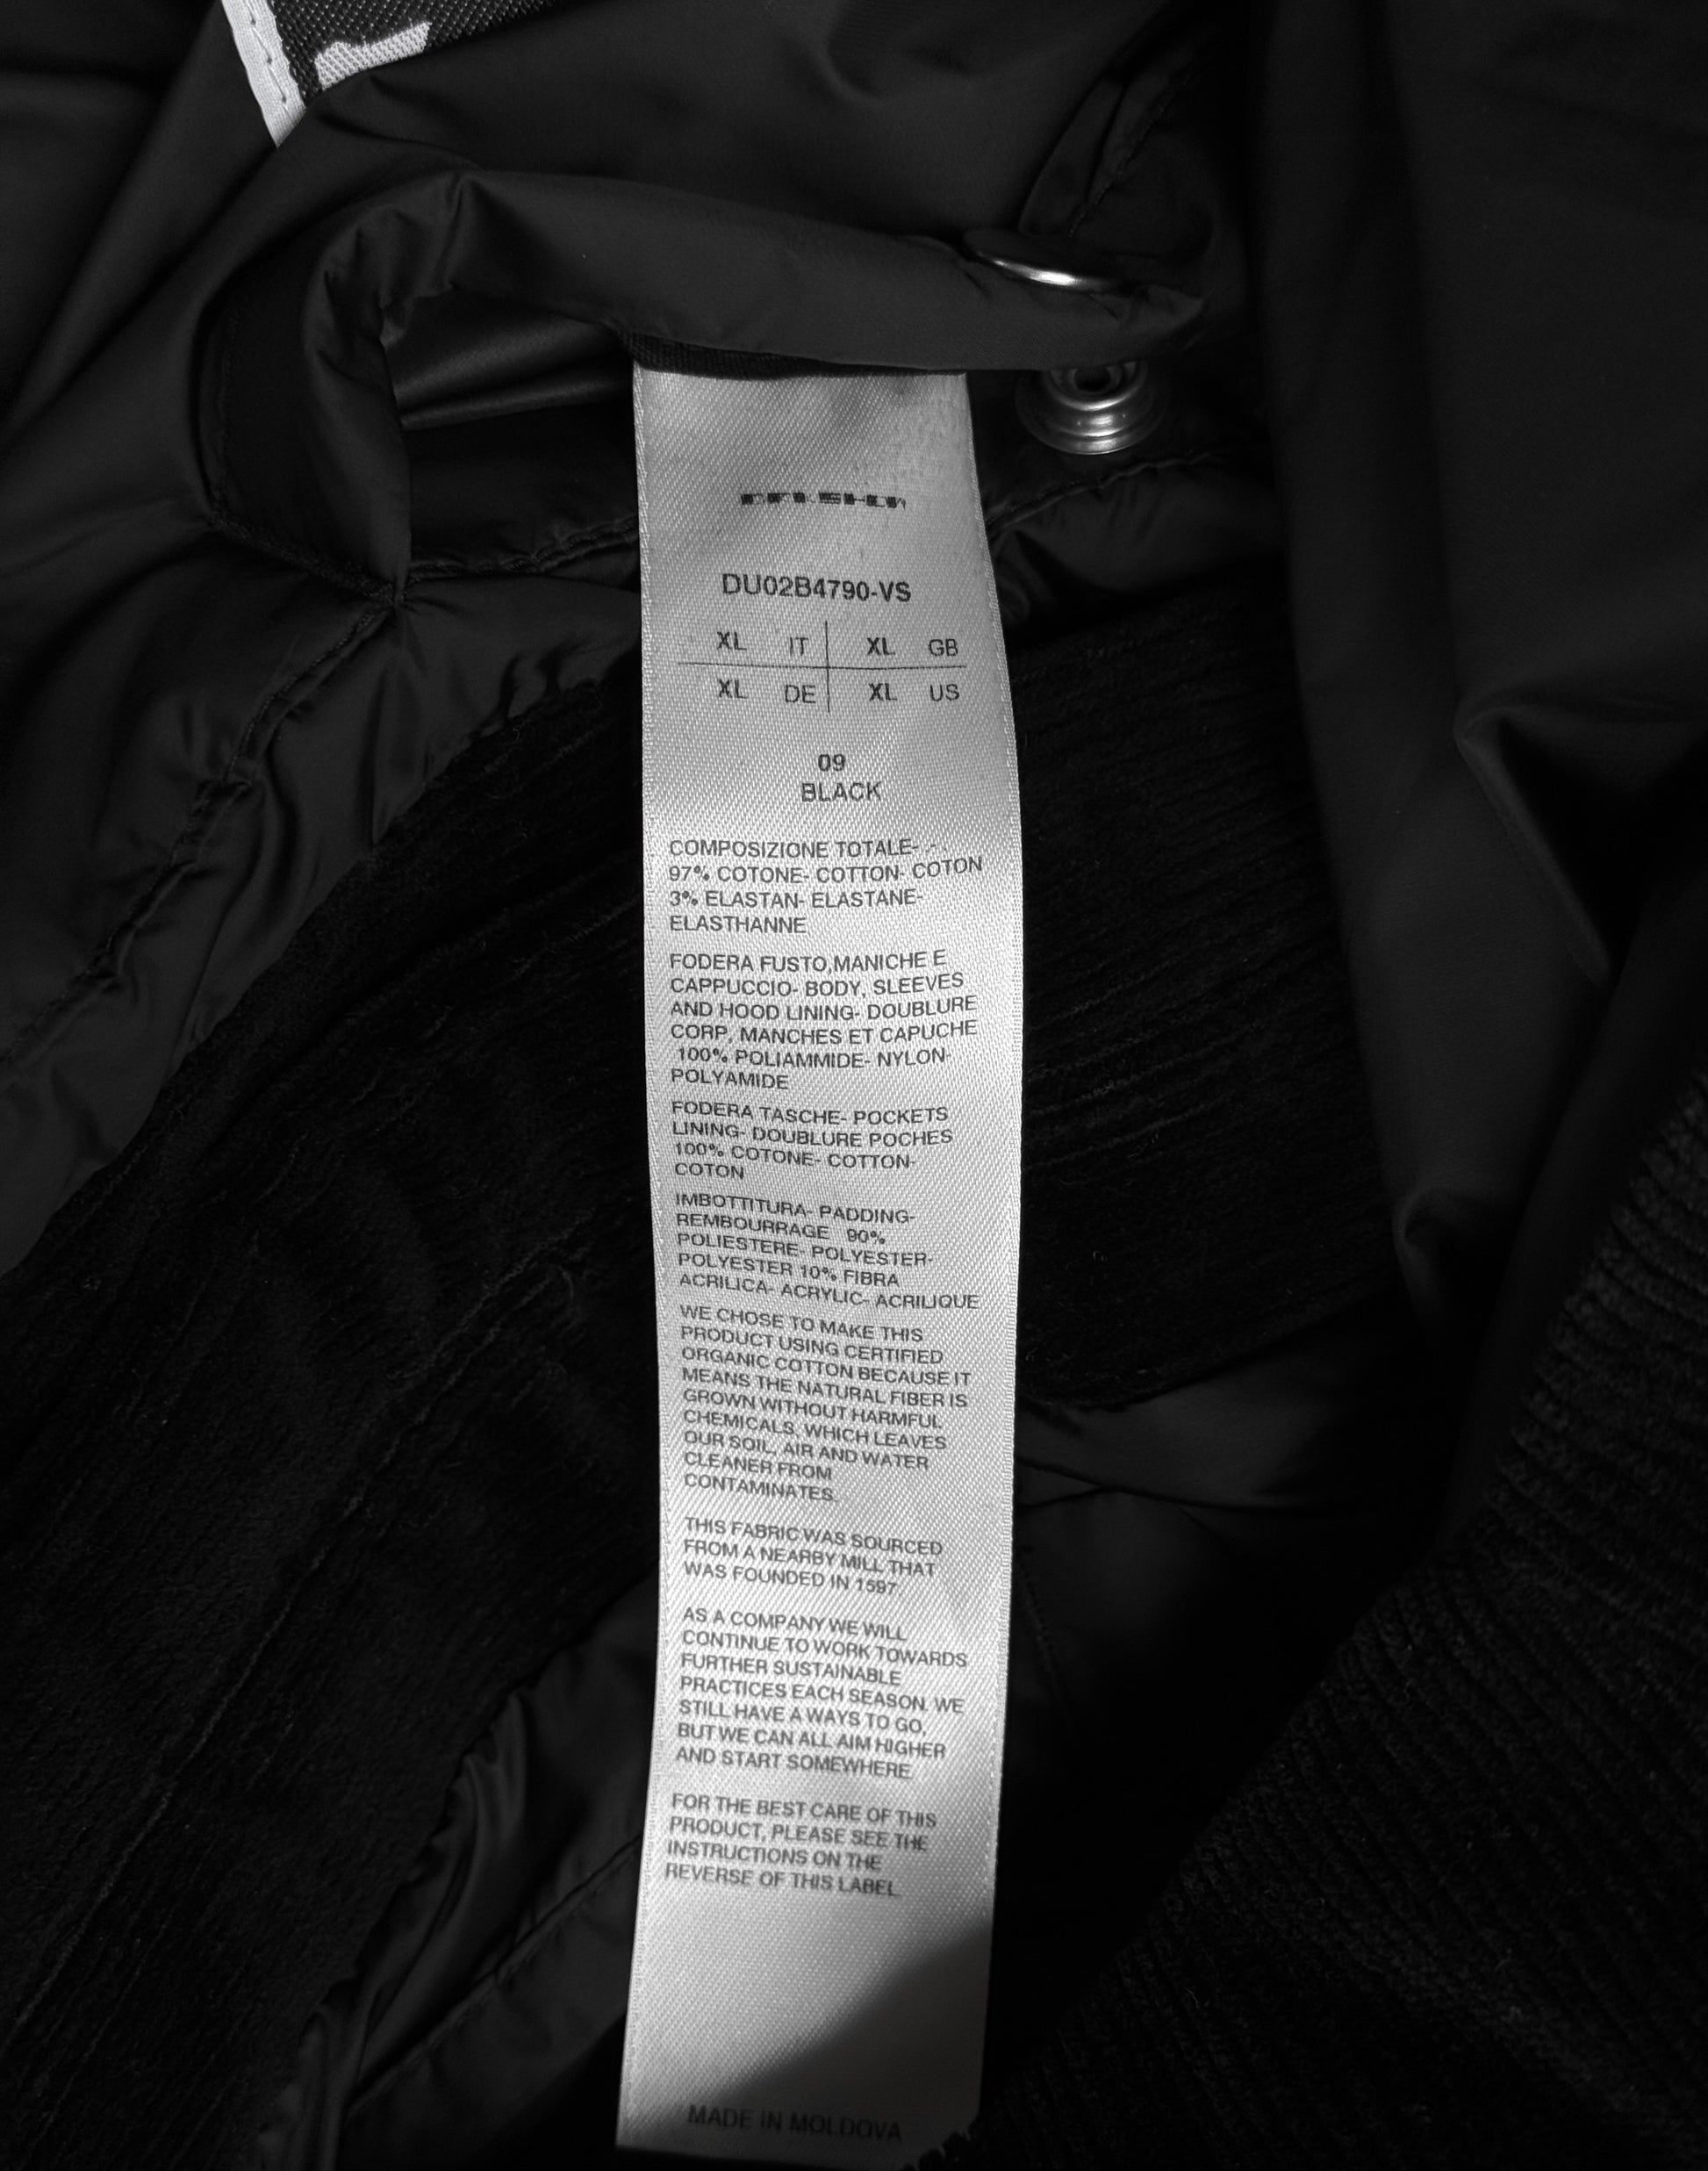 DU02B4790-VS
XL IT XL GB
XL DE XL US
09
BLACK
COMPOSIZIONE TOTALE- -
97% COTONE- COTTON- COTON
3% ELASTAN- ELASTANE-
ELASTHANNE
FODERA FUSTO,MANICHE E
CAPPUCCIO- BODY, SLEEVES
AND HOOD LINING- DOUBLURE
CORP, MANCHES ET CAPUCHE
100% POLIAMMIDE- NYLON-
POLYAMIDE
FODERA TASCHE- POCKETS
LINING- DOUBLURE POCHES
100% COTONE- COTTON-
COTON
IMBOTTITURA- PADDING-
REMBOURRAGE 90%
POLIESTERE- POLYESTER-
POLYESTER 10% FIBRA
ACRILICA- ACRYLIC- ACRILIQUE
WE CHOSE TO MAKE THIS
PRODUCT USING CERTIFIED
ORGANIC COTTON BECAUSE IT
MEANS THE NATURAL FIBER IS
GROWN WITHOUT HARMFUL
CHEMICALS, WHICH LEAVES
OUR SOIL, AIR AND WATER
CLEANER FROM
CONTAMINATES.
THIS FABRIC WAS SOURCED
FROM A NEARBY MILL THAT
WAS FOUNDED IN 1597.
AS A COMPANY WE WILL
CONTINUE TO WORK TOWARDS
FURTHER SUSTAINABLE
PRACTICES EACH SEASON. WE
STILL HAVE A WAYS TO GO,
BUT WE CAN ALL AIM HIGHER
AND START SOMEWHERE.
FOR THE BEST CARE OF THIS
PRODUCT, PLEASE SEE THE
INSTRUCTIONS ON THE
REVERSE OF THIS LABEL.
MADE IN MOLDOVA